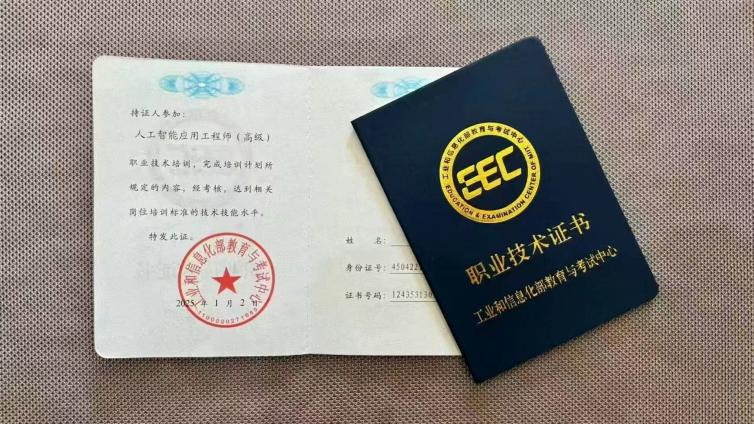 持证人参加:
人工智能应用工程师(高级)
职业技术培训,完成培训计划所
规定的内容,经考核,达到相关
岗位培训标准的技术技能水平。
特发此证。
工业和信息化部教育与考试中心
2025 年 1 月 2 日
1100000271682
姓 名:
身份证号: 450422
证书号码: 124353136
工业和信息化部教育与考试中心
EEC
EDUCATION & EXAMINATION CENTER OF MIIT
职业技术证书
工业和信息化部教育与考试中心